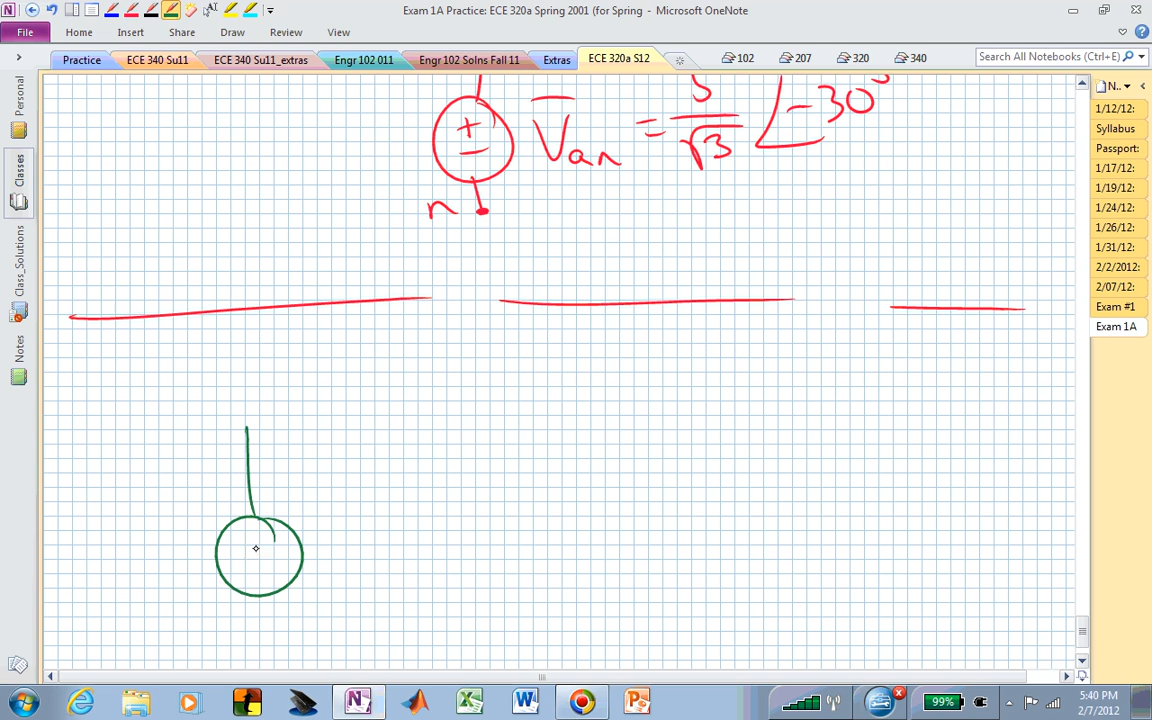 Exam 1A Practice: ECE 320a Spring 2001 (for Spring - Microsoft OneNote
File Home Insert Share Draw Review View
Practice ECE 340 Su11 ECE 340 Su11_extras Engr 102 011 Engr 102 Solns Fall 11 Extras ECE 320a S12 102 207 320 340
Search All Notebooks (Ctrl+E)
N..
1/12/12:
Syllabus
Passport:
1/17/12:
1/19/12:
1/24/12:
1/26/12:
1/31/12:
2/2/2012:
2/07/12:
Exam #1
Exam 1A
Personal
Classes
Class_Solutions
Notes
+ − Van = /√3 ∠-30°
n
99%
5:40 PM
2/7/2012